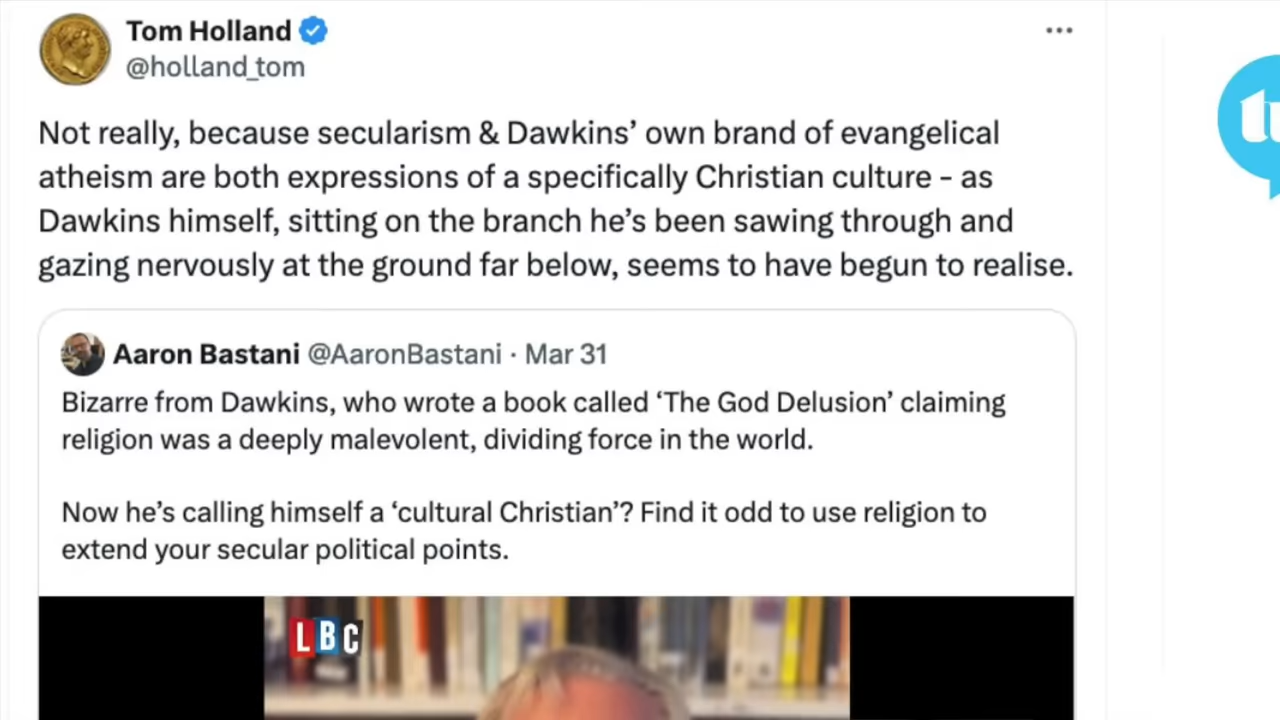 Tom Holland
@holland_tom
Not really, because secularism & Dawkins’ own brand of evangelical
atheism are both expressions of a specifically Christian culture - as
Dawkins himself, sitting on the branch he’s been sawing through and
gazing nervously at the ground far below, seems to have begun to realise.
Aaron Bastani @AaronBastani · Mar 31
Bizarre from Dawkins, who wrote a book called ‘The God Delusion’ claiming
religion was a deeply malevolent, dividing force in the world.
Now he’s calling himself a ‘cultural Christian’? Find it odd to use religion to
extend your secular political points.
LBC